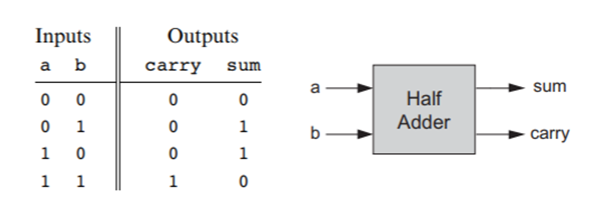 Inputs Outputs
a b carry sum
0 0 0 0
0 1 0 1
1 0 0 1
1 1 1 0
a
b
Half
Adder
sum
carry